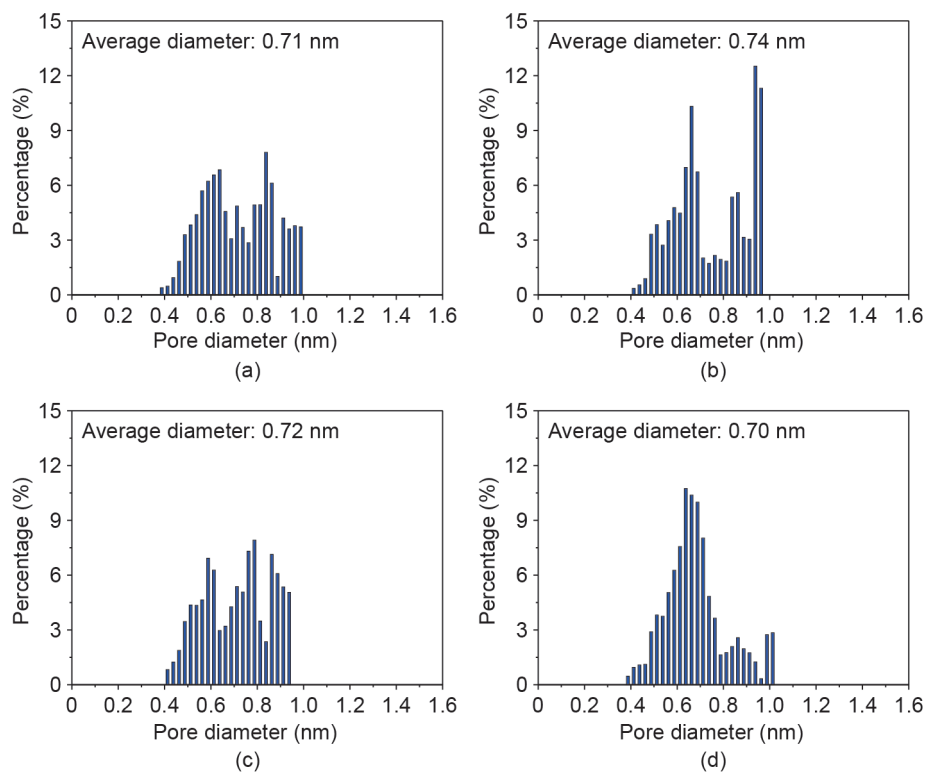 15
Average diameter: 0.71 nm
12
9
6
3
0
Percentage (%)
0 0.2 0.4 0.6 0.8 1.0 1.2 1.4 1.6
Pore diameter (nm)
(a)
15
Average diameter: 0.74 nm
12
9
6
3
0
Percentage (%)
0 0.2 0.4 0.6 0.8 1.0 1.2 1.4 1.6
Pore diameter (nm)
(b)
15
Average diameter: 0.72 nm
12
9
6
3
0
Percentage (%)
0 0.2 0.4 0.6 0.8 1.0 1.2 1.4 1.6
Pore diameter (nm)
(c)
15
Average diameter: 0.70 nm
12
9
6
3
0
Percentage (%)
0 0.2 0.4 0.6 0.8 1.0 1.2 1.4 1.6
Pore diameter (nm)
(d)